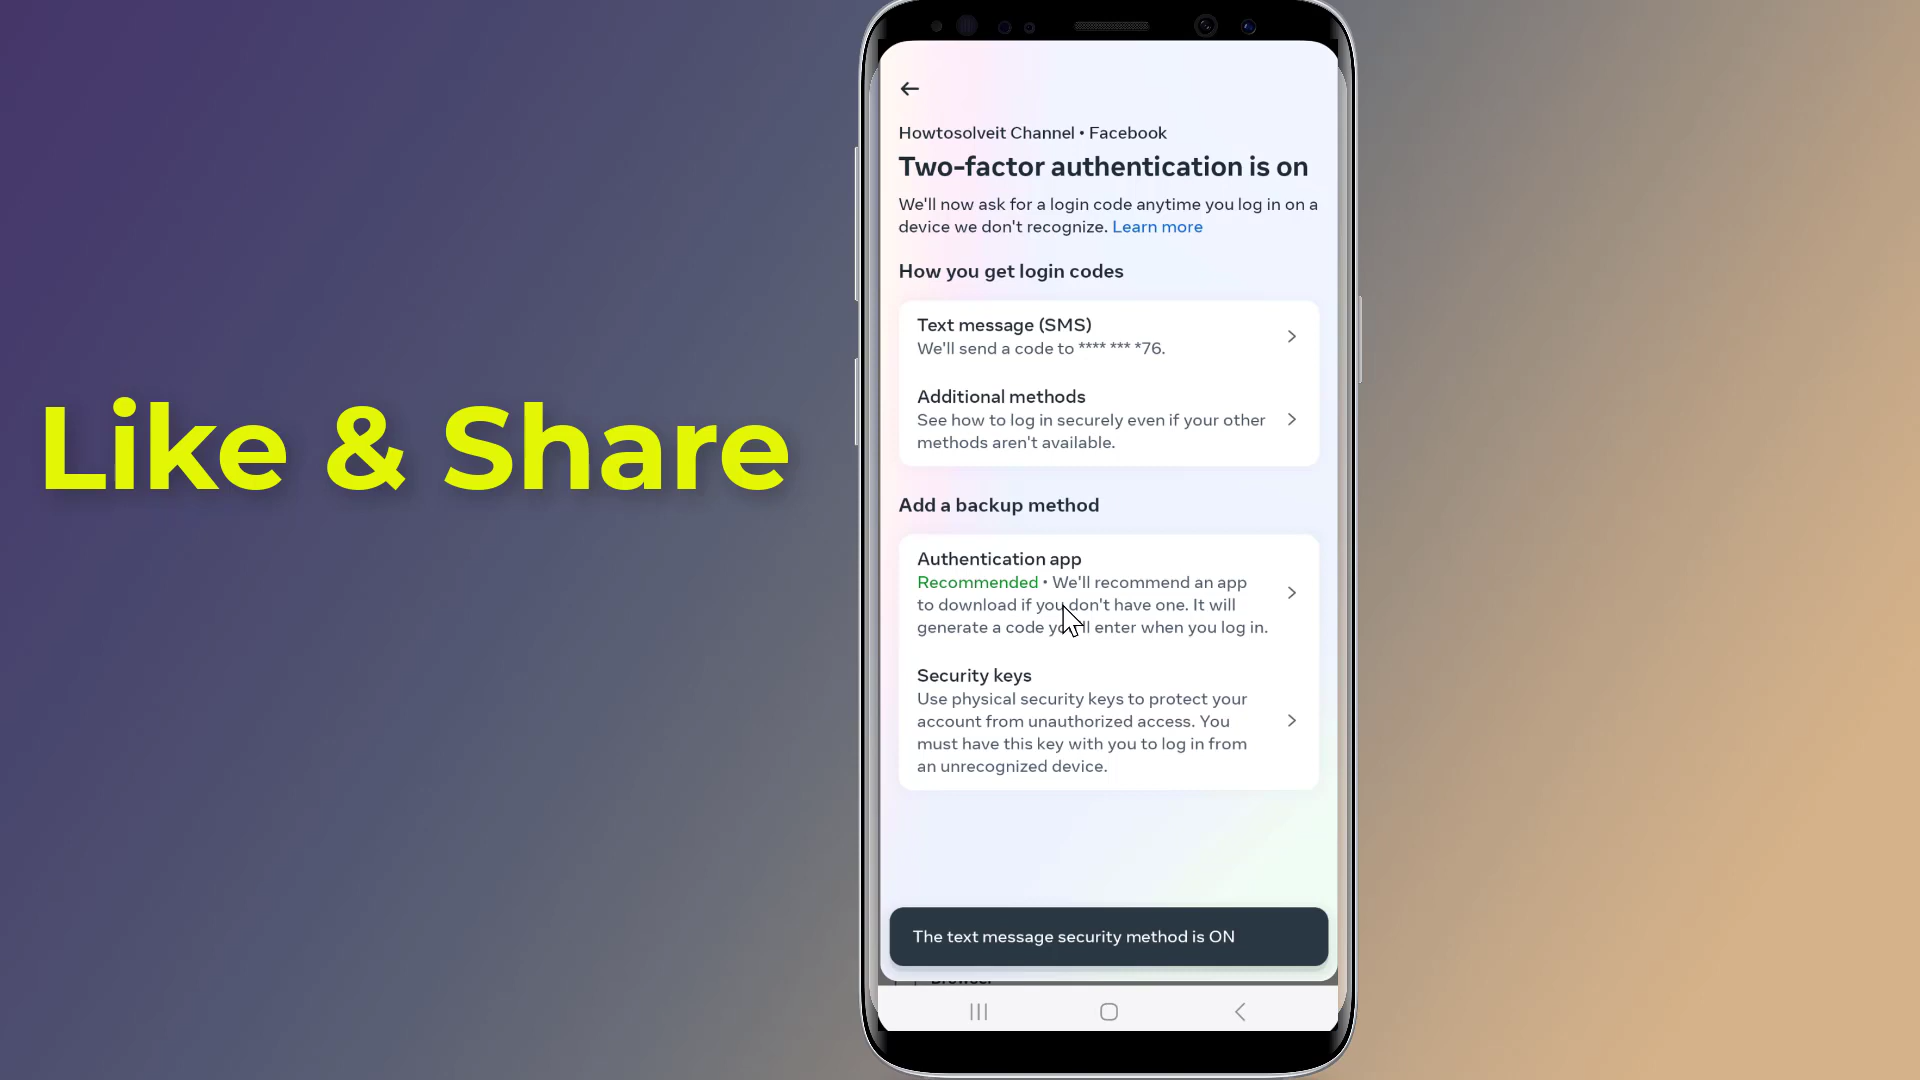 Like & Share
Howtosolveit Channel • Facebook
Two-factor authentication is on
We'll now ask for a login code anytime you log in on a
device we don't recognize. Learn more
How you get login codes
Text message (SMS)
We'll send a code to **** *** *76.
Additional methods
See how to log in securely even if your other
methods aren't available.
Add a backup method
Authentication app
Recommended • We'll recommend an app
to download if you don't have one. It will
generate a code you'll enter when you log in.
Security keys
Use physical security keys to protect your
account from unauthorized access. You
must have this key with you to log in from
an unrecognized device.
The text message security method is ON
Browser